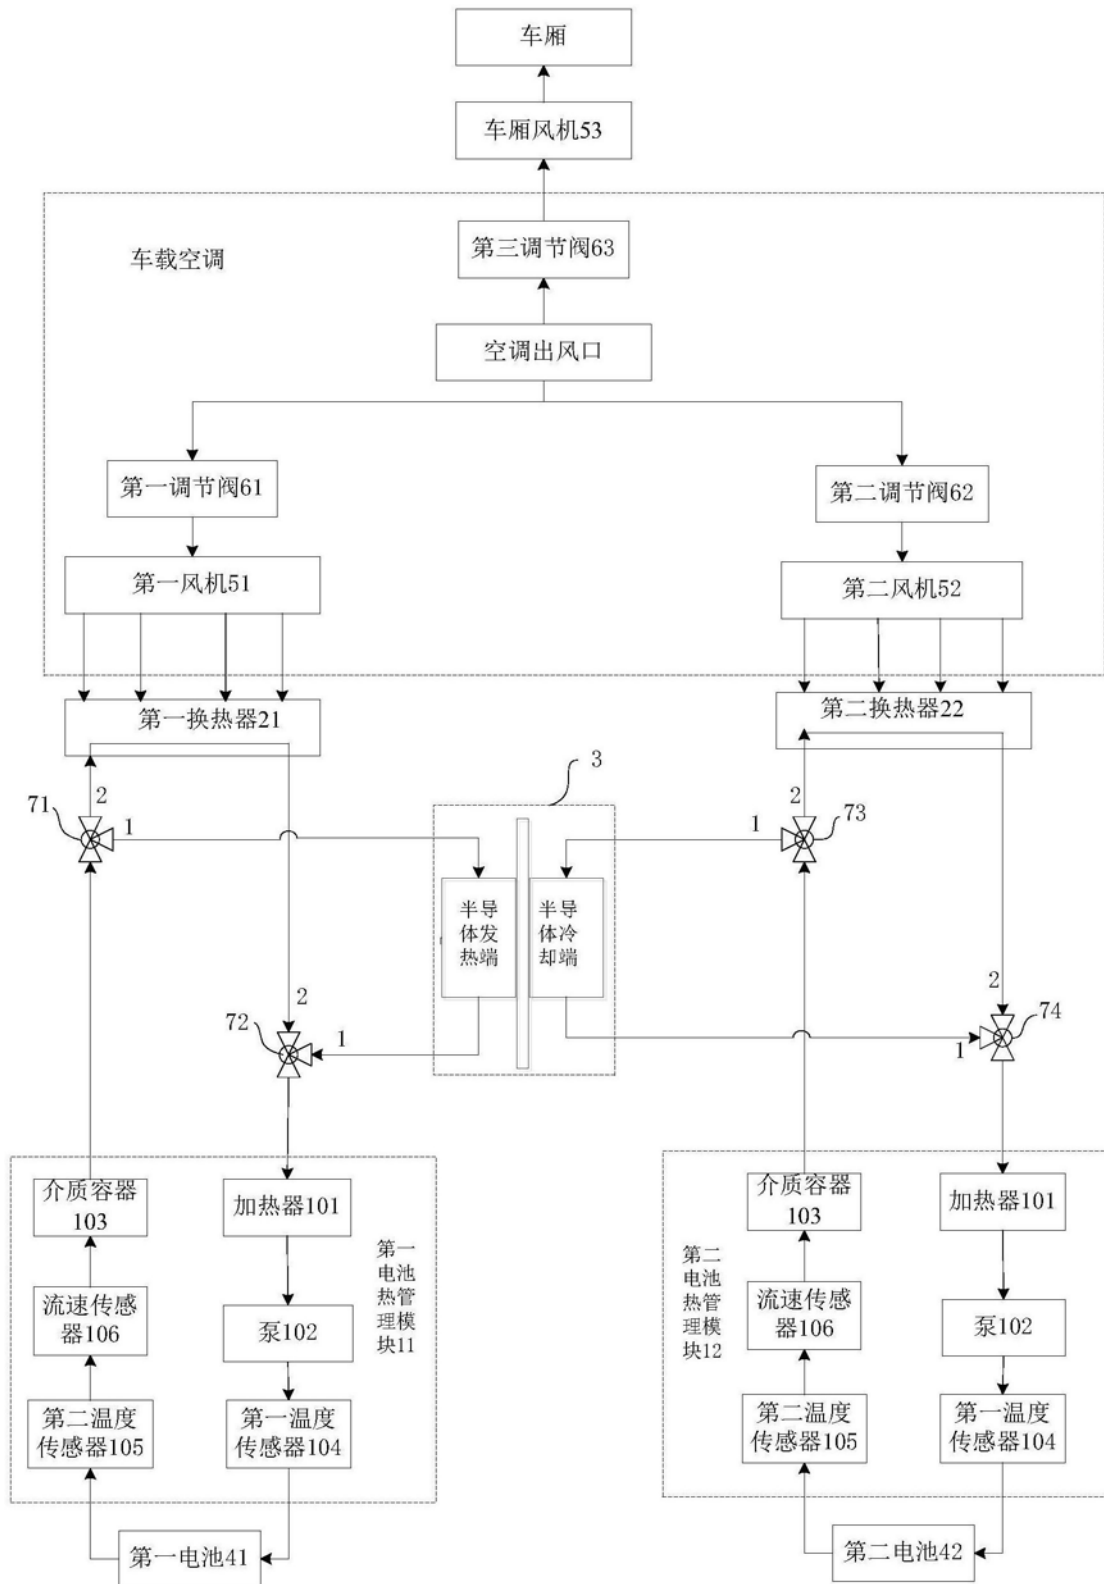 车厢
车厢风机53
车载空调
第三调节阀63
空调出风口
第一调节阀61
第二调节阀62
第一风机51
第二风机52
第一换热器21
第二换热器22
3
71
2
1
1
2
73
半导
体发
热端
半导
体冷
却端
2
72
1
2
74
1
介质容器
103
加热器101
第一
电池
热管
理模
块11
流速传感
器106
泵102
第二温度
传感器105
第一温度
传感器104
第一电池41
介质容器
103
加热器101
第二
电池
热管
理模
块12
流速传感
器106
泵102
第二温度
传感器105
第一温度
传感器104
第二电池42